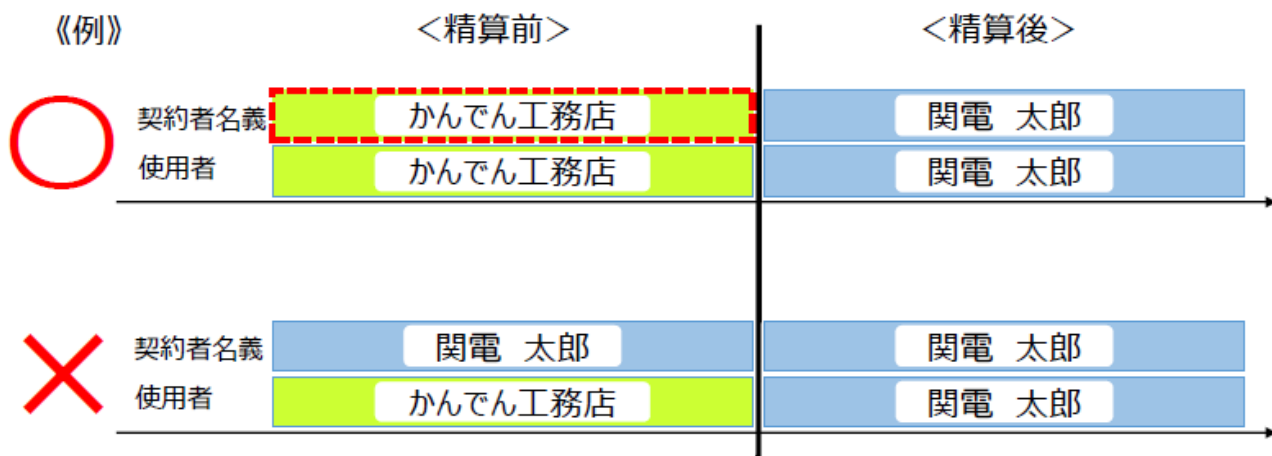 《例》 <精算前> <精算後>
契約者名義 かんでん工務店 関電 太郎
使用者 かんでん工務店 関電 太郎
契約者名義 関電 太郎 関電 太郎
使用者 かんでん工務店 関電 太郎